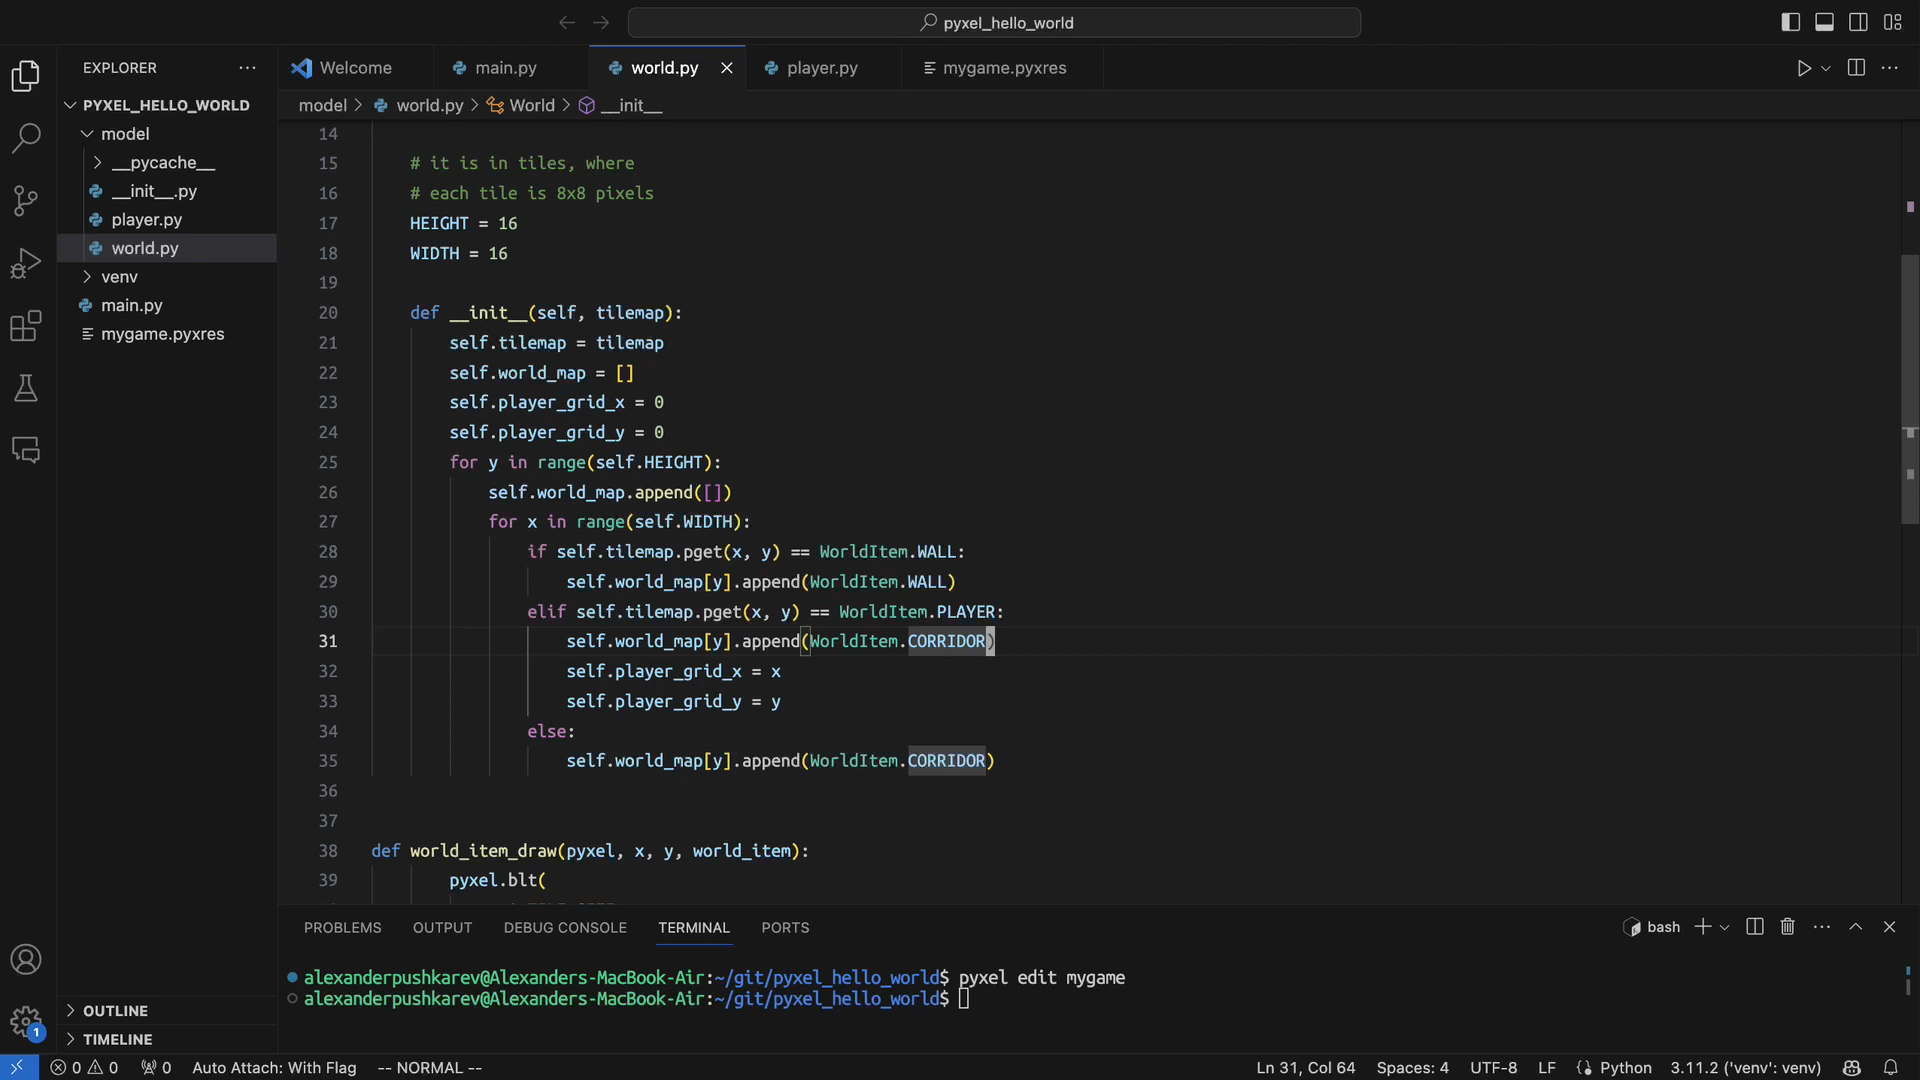 pyxel_hello_world
EXPLORER
Welcome
main.py
world.py
player.py
mygame.pyxres
PYXEL_HELLO_WORLD
model
__pycache__
__init__.py
player.py
world.py
venv
main.py
mygame.pyxres
OUTLINE
TIMELINE
model > world.py > World > __init__
14
15 # it is in tiles, where
16 # each tile is 8x8 pixels
17 HEIGHT = 16
18 WIDTH = 16
19
20 def __init__(self, tilemap):
21 self.tilemap = tilemap
22 self.world_map = []
23 self.player_grid_x = 0
24 self.player_grid_y = 0
25 for y in range(self.HEIGHT):
26 self.world_map.append([])
27 for x in range(self.WIDTH):
28 if self.tilemap.pget(x, y) == WorldItem.WALL:
29 self.world_map[y].append(WorldItem.WALL)
30 elif self.tilemap.pget(x, y) == WorldItem.PLAYER:
31 self.world_map[y].append(WorldItem.CORRIDOR)
32 self.player_grid_x = x
33 self.player_grid_y = y
34 else:
35 self.world_map[y].append(WorldItem.CORRIDOR)
36
37
38 def world_item_draw(pyxel, x, y, world_item):
39 pyxel.blt(
PROBLEMS OUTPUT DEBUG CONSOLE TERMINAL PORTS
bash
alexanderpushkarev@Alexanders-MacBook-Air:~/git/pyxel_hello_world$ pyxel edit mygame
alexanderpushkarev@Alexanders-MacBook-Air:~/git/pyxel_hello_world$
1
0 0 0 Auto Attach: With Flag -- NORMAL -- Ln 31, Col 64 Spaces: 4 UTF-8 LF Python 3.11.2 ('venv': venv)